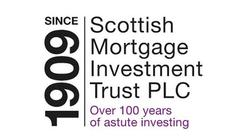 SINCE
1909
Scottish
Mortgage
Investment
Trust PLC
Over 100 years
of astute investing